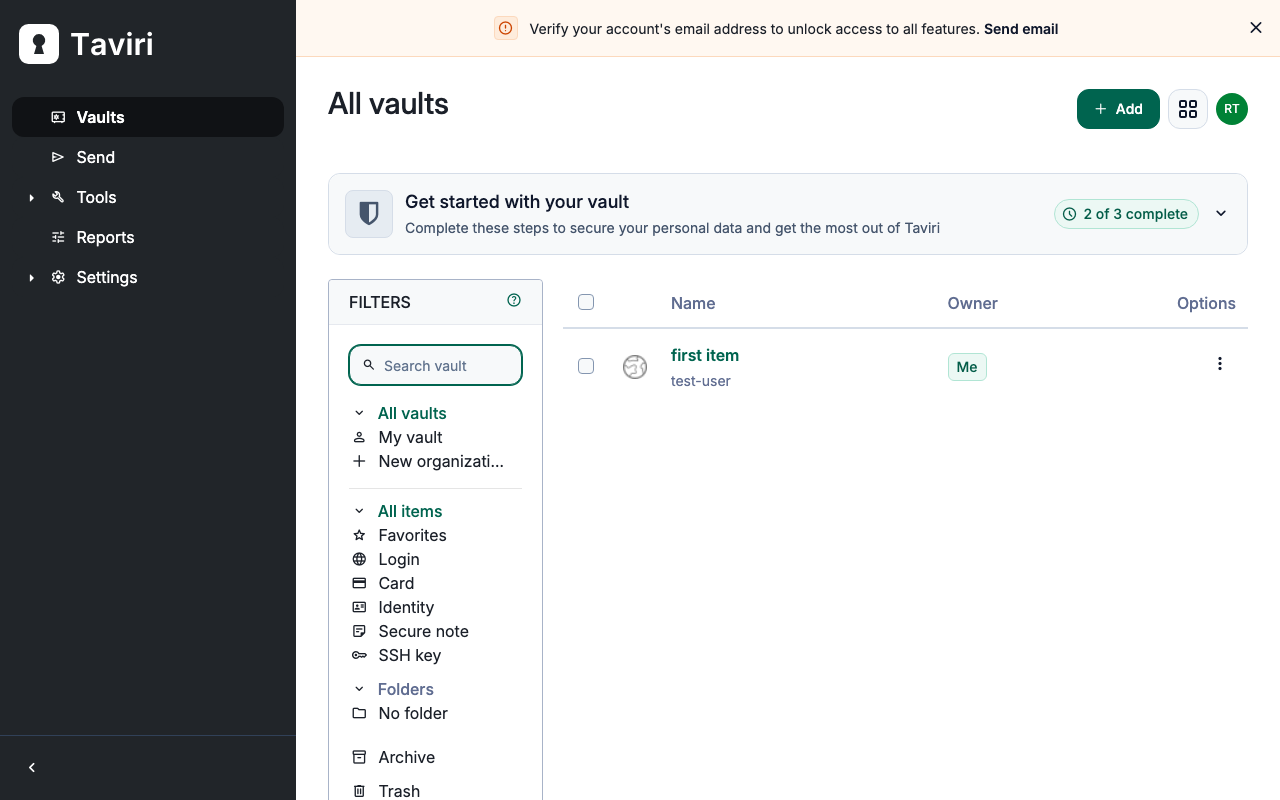 Taviri
Vaults
Send
Tools
Reports
Settings
Verify your account's email address to unlock access to all features. Send email
All vaults
Add
RT
Get started with your vault
Complete these steps to secure your personal data and get the most out of Taviri
2 of 3 complete
FILTERS
Search vault
All vaults
My vault
New organizati...
All items
Favorites
Login
Card
Identity
Secure note
SSH key
Folders
No folder
Archive
Trash
Name Owner Options
first item
test-user
Me